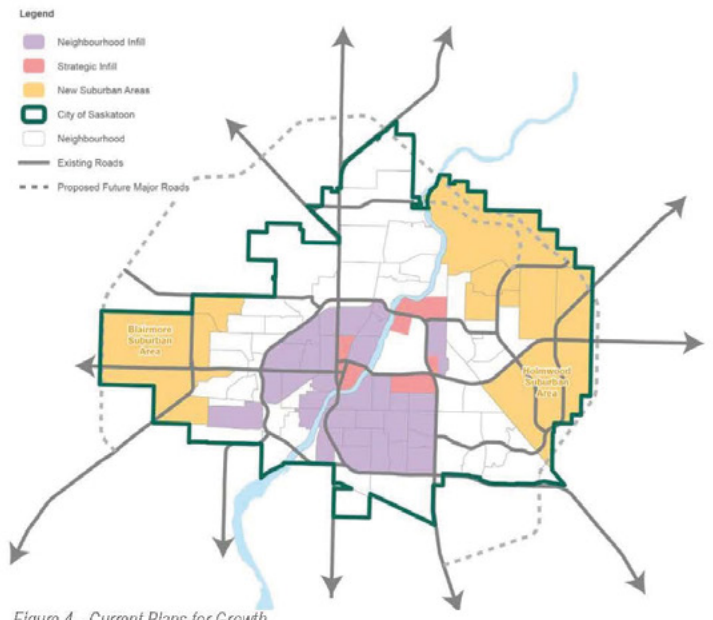 Legend
Neighbourhood Infill
Strategic Infill
New Suburban Areas
City of Saskatoon
Neighbourhood
Existing Roads
Proposed Future Major Roads
Blairmore
Suburban
Area
Holmwood
Suburban
Area
Figure 4 - Current Plans for Growth